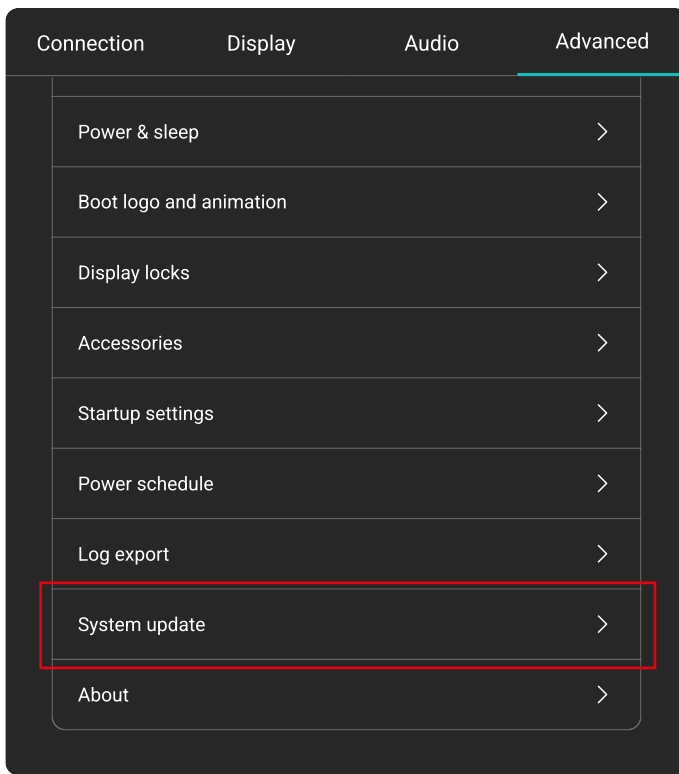 Connection Display Audio Advanced
Power & sleep
Boot logo and animation
Display locks
Accessories
Startup settings
Power schedule
Log export
System update
About